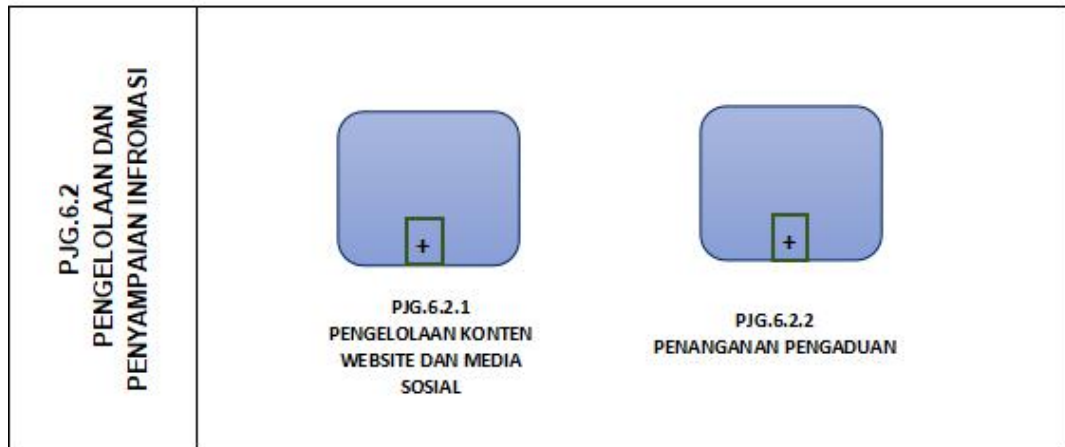 PJG.6.2
PENGELOLAAN DAN
PENYAMPAIAN INFROMASI
+
PJG.6.2.1
PENGELOLAAN KONTEN
WEBSITE DAN MEDIA
SOSIAL
+
PJG.6.2.2
PENANGANAN PENGADUAN